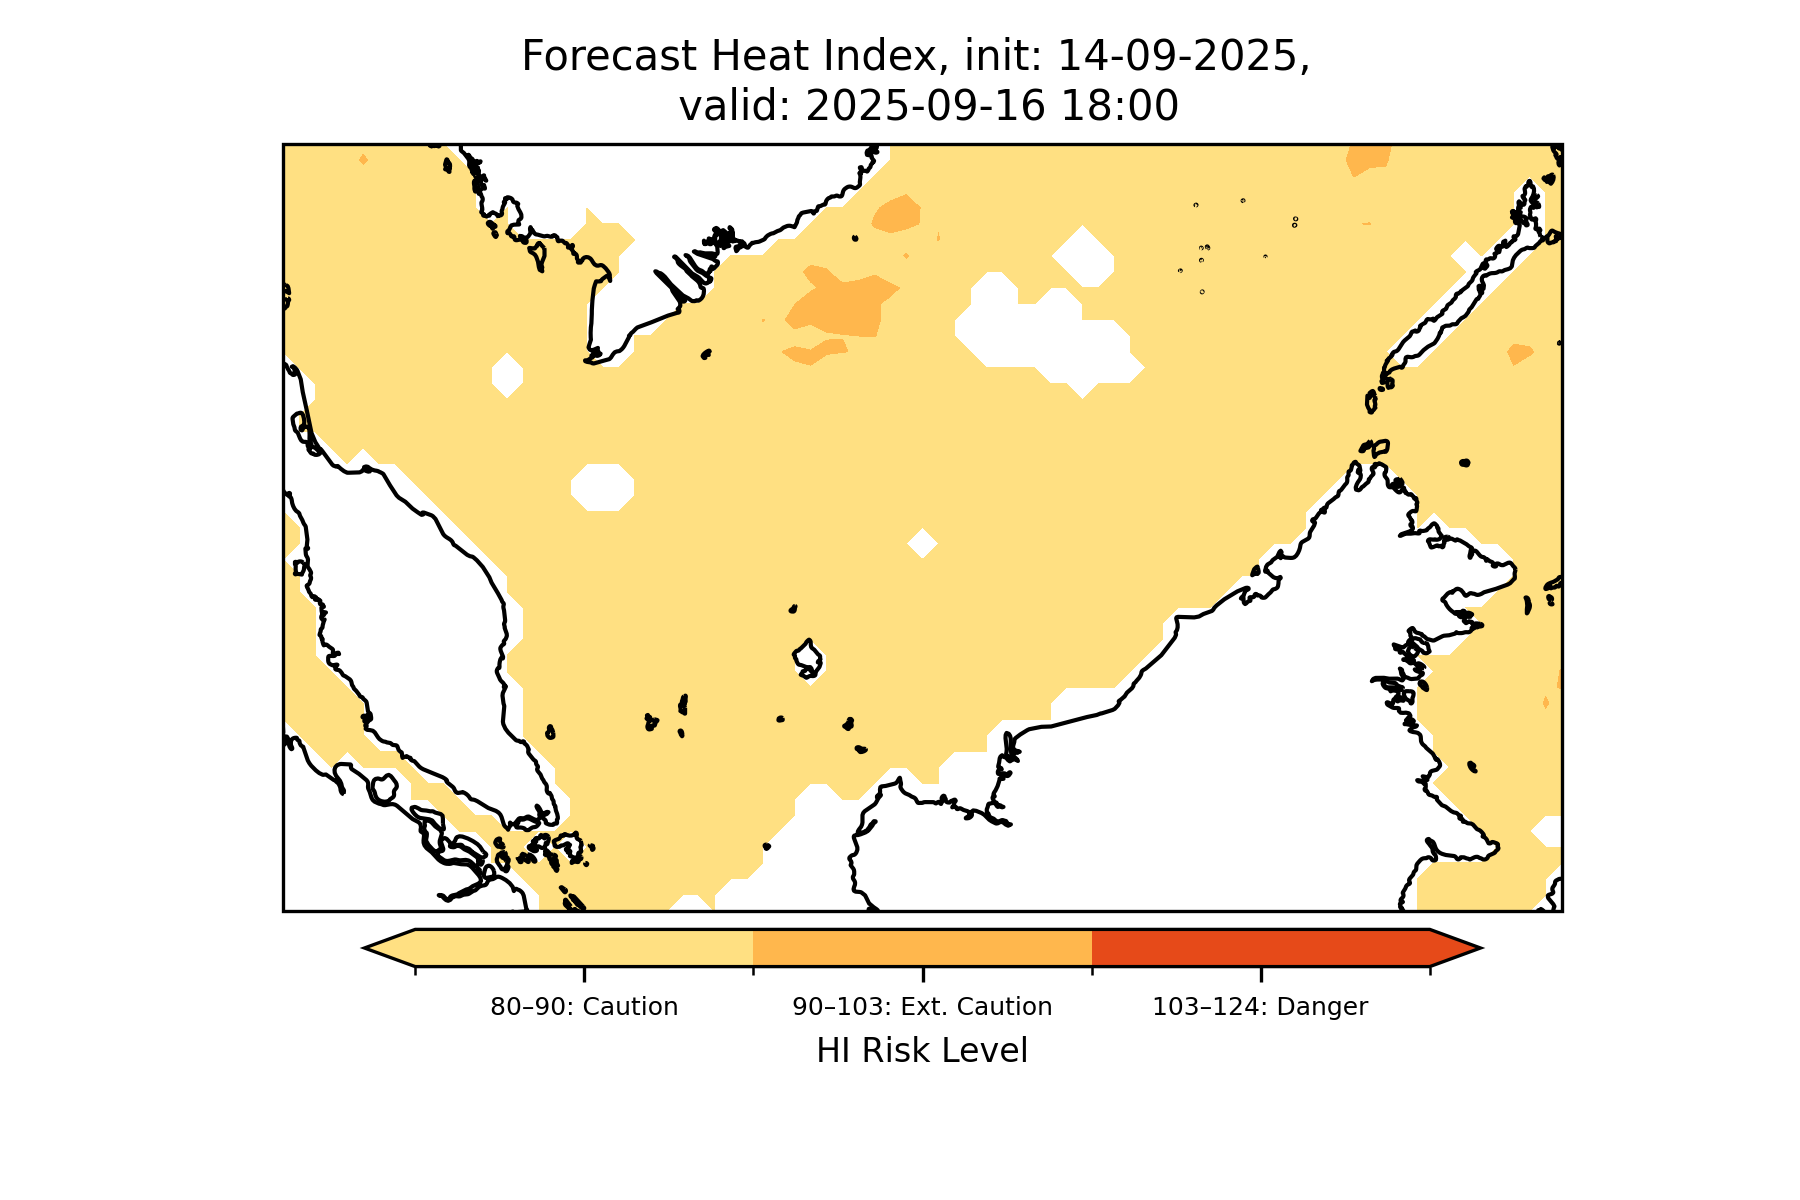 Forecast Heat Index, init: 14-09-2025,
valid: 2025-09-16 18:00
80–90: Caution
90–103: Ext. Caution
103–124: Danger
HI Risk Level